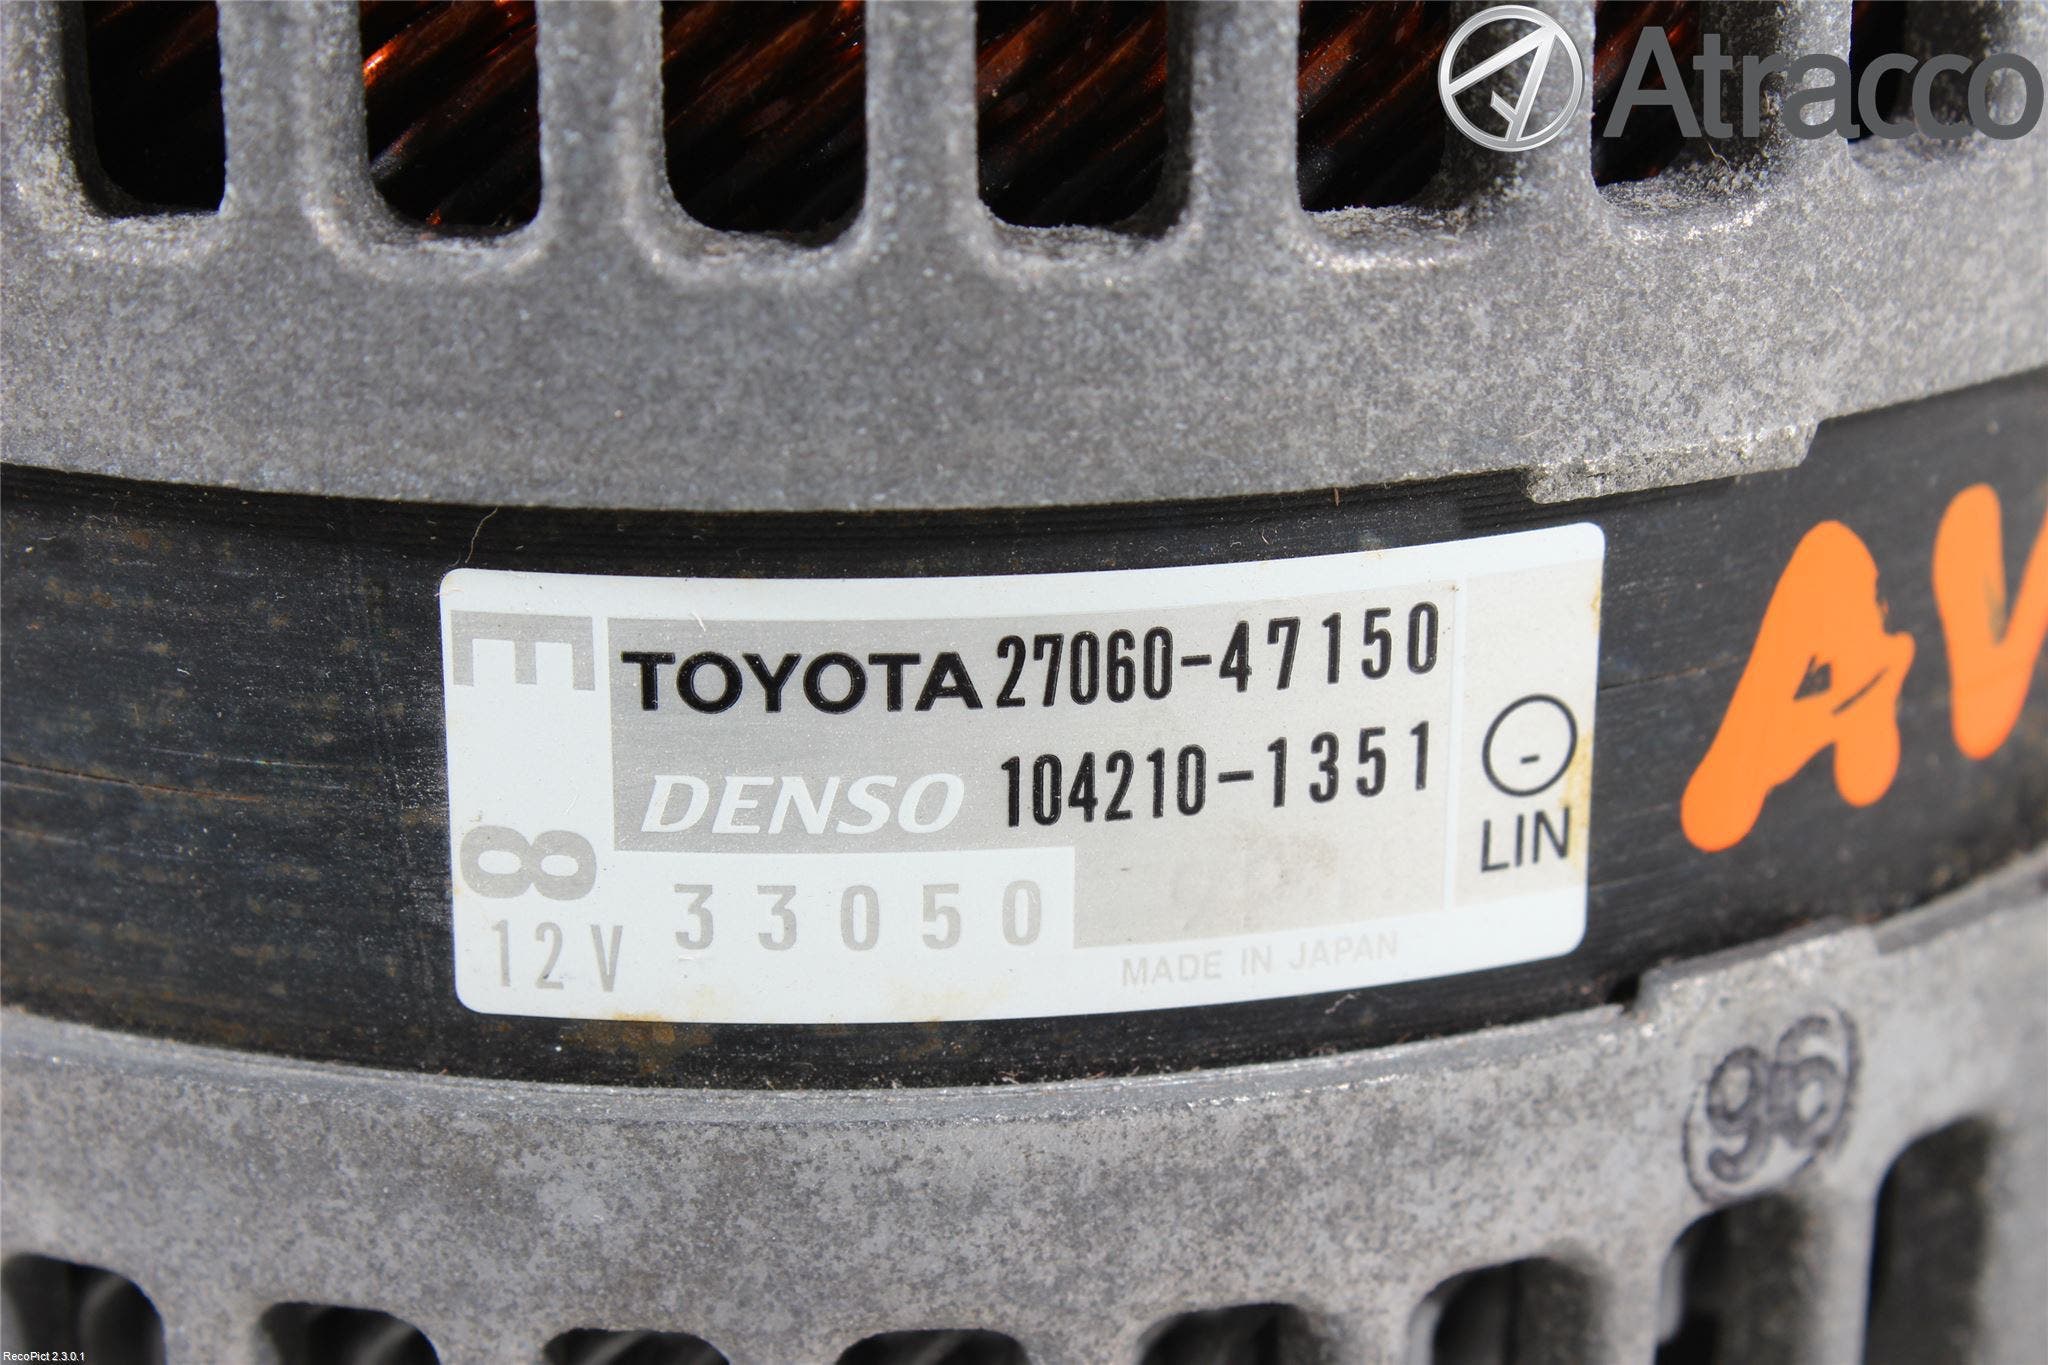 Atracco
E
TOYOTA 27060-47150
DENSO 104210-1351
8
12V 33050
MADE IN JAPAN
-
LIN
AV
96
RecoPict 2.3.0.1